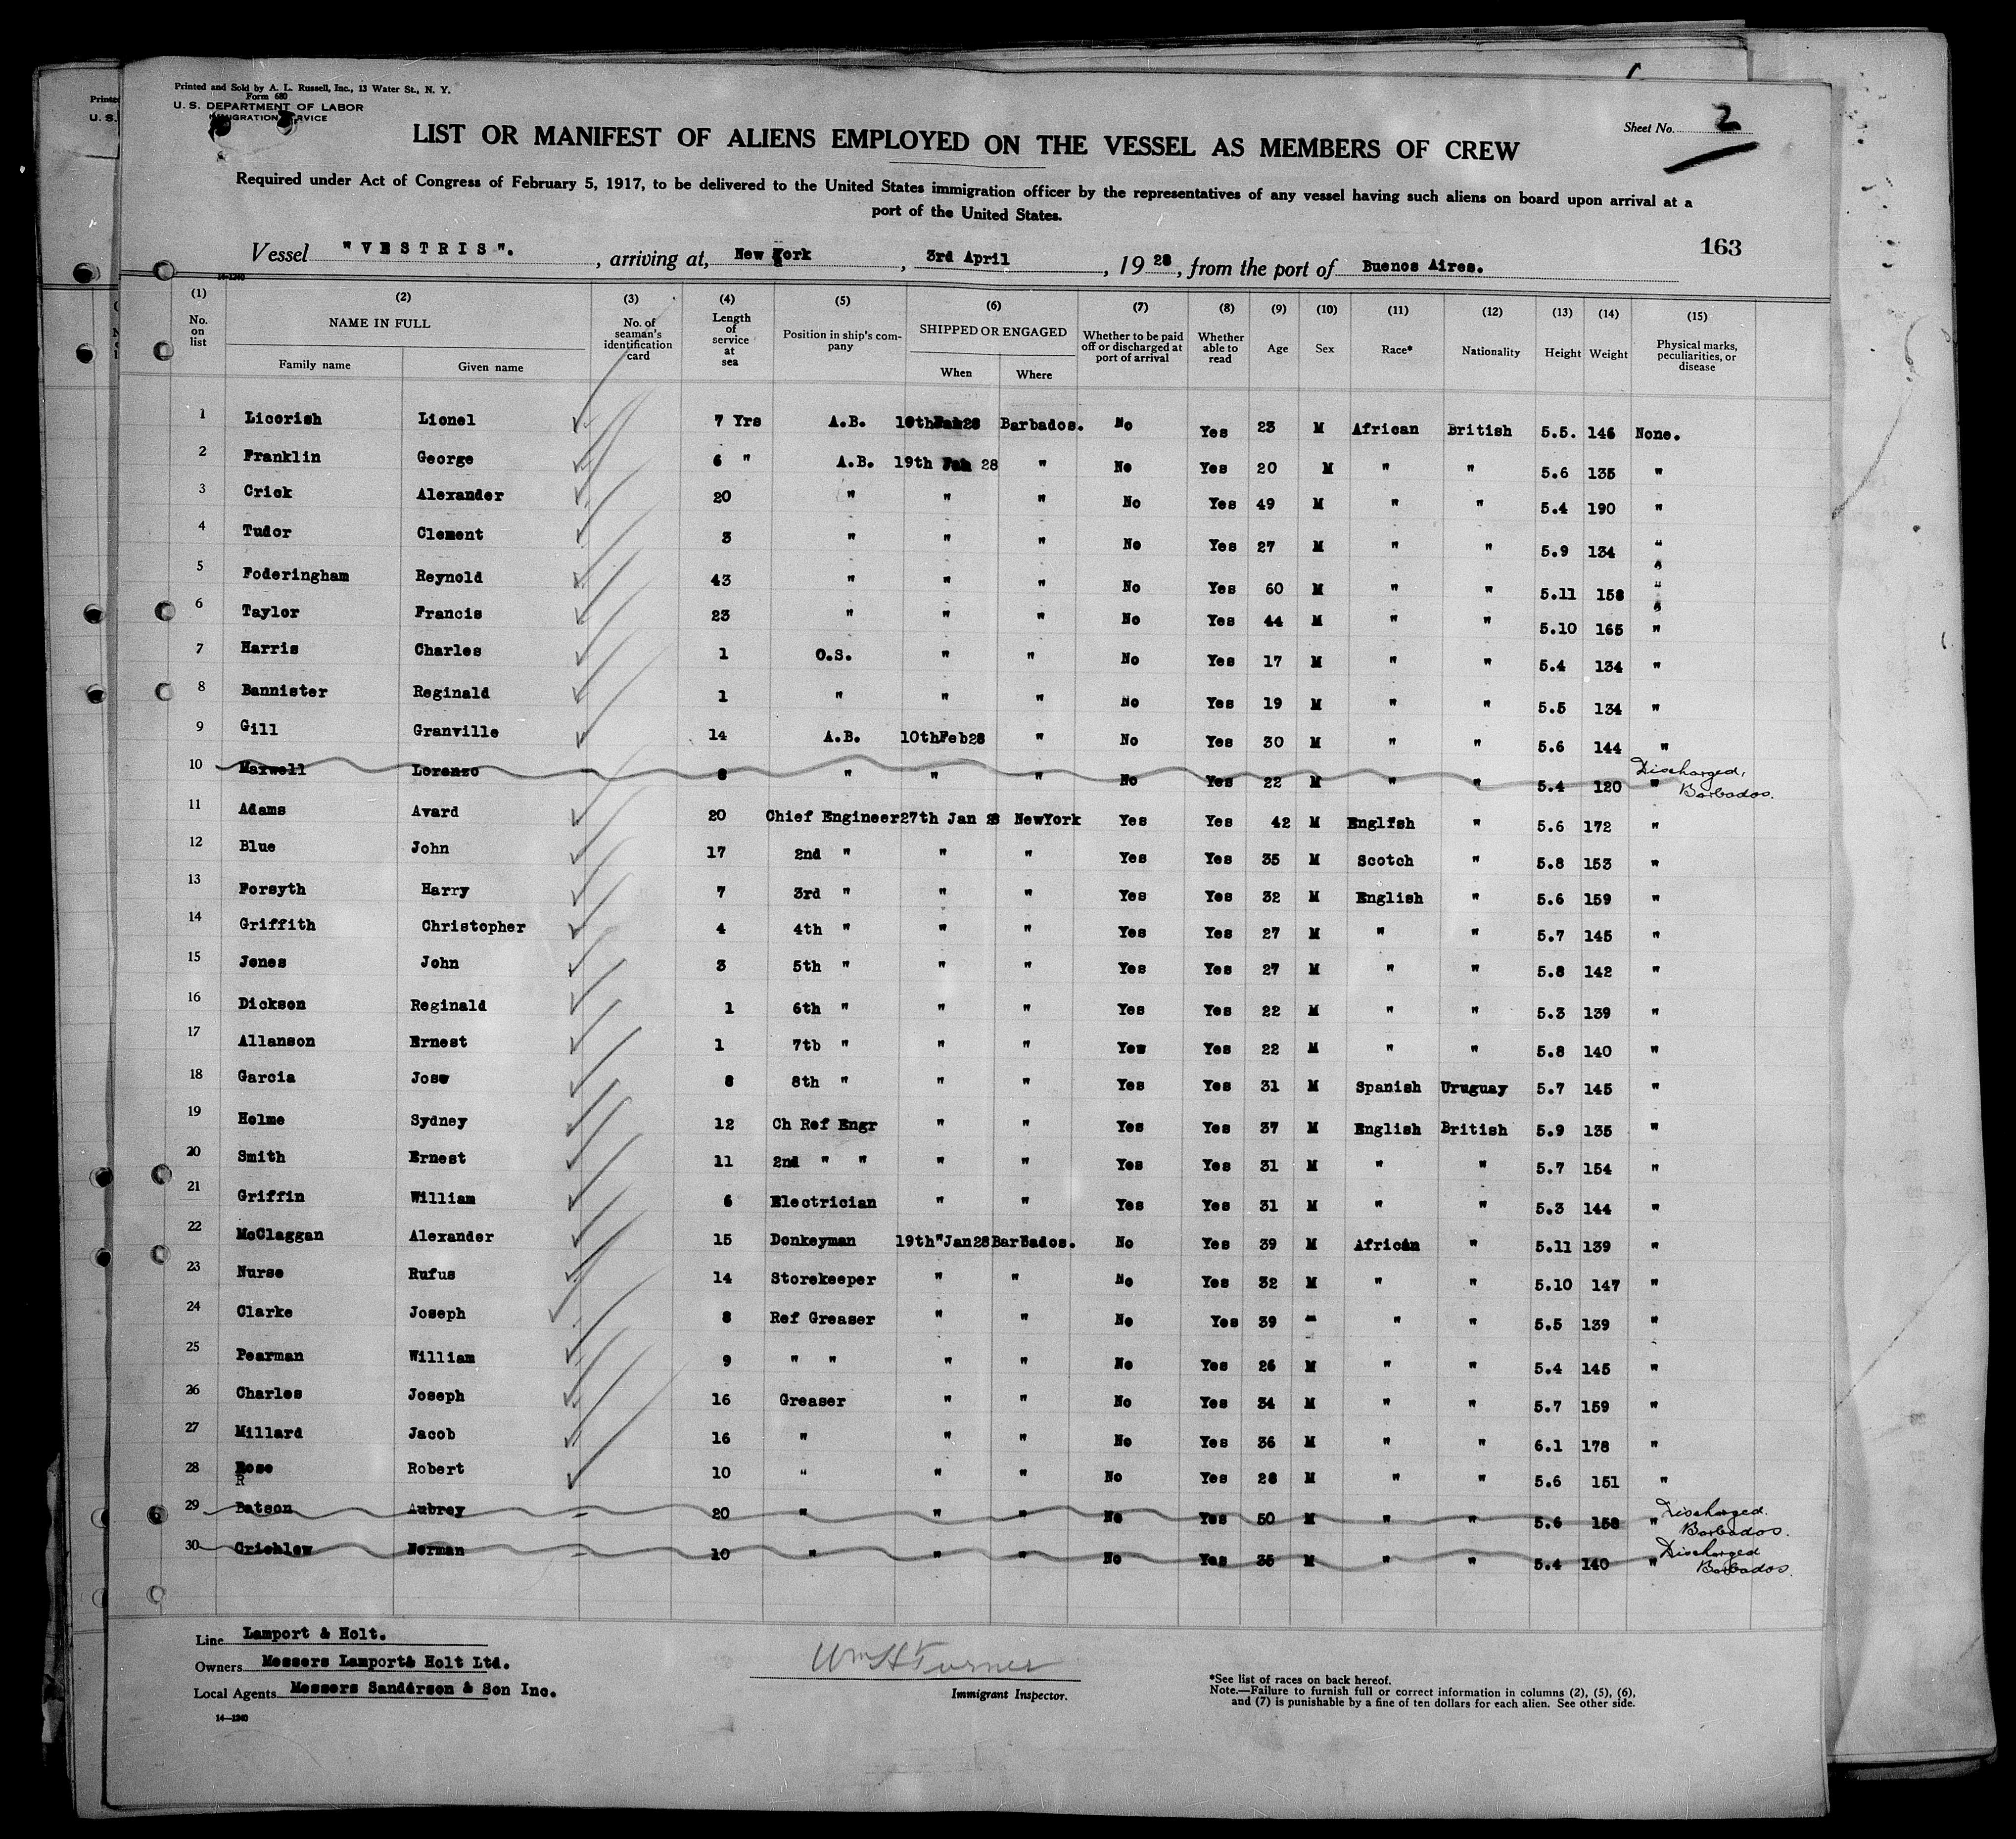 Printed and Sold by A. L. Russell, Inc., 13 Water St., N. Y.
Form 680
U. S. DEPARTMENT OF LABOR
IMMIGRATION SERVICE
Sheet No. 2
LIST OR MANIFEST OF ALIENS EMPLOYED ON THE VESSEL AS MEMBERS OF CREW
Required under Act of Congress of February 5, 1917, to be delivered to the United States immigration officer by the representatives of any vessel having such aliens on board upon arrival at a
port of the United States.
163
Vessel "VESTRIS". , arriving at, New York , 3rd April , 1928, from the port of Buenos Aires.
14-1240
(1) (2) (3) (4) (5) (6) (7) (8) (9) (10) (11) (12) (13) (14) (15)
No. on list NAME IN FULL Family name Given name No. of seaman's identification card Length of service at sea Position in ship's company SHIPPED OR ENGAGED When Where Whether to be paid off or discharged at port of arrival Whether able to read Age Sex Race* Nationality Height Weight Physical marks, peculiarities, or disease
1 Licorish Lionel 7 Yrs A.B. Barbados. No Yes 23 M African British 5.5. 146 None.
2 Franklin George 6 " A.B. 19th Jan 28 " No Yes 20 M " " 5.6 135 "
3 Crick Alexander 20 " " " No Yes 49 M " " 5.4 190 "
4 Tudor Clement 3 " " " No Yes 27 M " " 5.9 134 "
5 Foderingham Reynold 43 " " " No Yes 60 M " " 5.11 158 "
6 Taylor Francis 23 " " " No Yes 44 M " " 5.10 165 "
7 Harris Charles 1 O.S. " " No Yes 17 M " " 5.4 134 "
8 Bannister Reginald 1 " " " No Yes 19 M " " 5.5 134 "
9 Gill Granville 14 A.B. 10thFeb28 " No Yes 30 M " " 5.6 144 "
10 Maxwell Lorenzo 8 " " " No Yes 22 M " " 5.4 120 " Discharged, Barbados.
11 Adams Avard 20 Chief Engineer 27th Jan 28 NewYork Yes Yes 42 M English " 5.6 172 "
12 Blue John 17 2nd " " " Yes Yes 35 M Scotch " 5.8 153 "
13 Forsyth Harry 7 3rd " " " Yes Yes 32 M English " 5.6 159 "
14 Griffith Christopher 4 4th " " " Yes Yes 27 M " " 5.7 145 "
15 Jones John 3 5th " " " Yes Yes 27 M " " 5.8 142 "
16 Dickson Reginald 1 6th " " " Yes Yes 22 M " " 5.3 139 "
17 Allanson Ernest 1 7tb " " " Yew Yes 22 M " " 5.8 140 "
18 Garcia Jose 8 8th " " " Yes Yes 31 M Spanish Uruguay 5.7 145 "
19 Holme Sydney 12 Ch Ref Engr " " Yes Yes 37 M English British 5.9 135 "
20 Smith Ernest 11 2nd " " " " Yes Yes 31 M " " 5.7 154 "
21 Griffin William 6 Electrician " " Yes Yes 31 M " " 5.3 144 "
22 McClaggan Alexander 15 Donkeyman 19th"Jan28 Barbados. No Yes 39 M African " 5.11 139 "
23 Nurse Rufus 14 Storekeeper " " No Yes 32 M " " 5.10 147 "
24 Clarke Joseph 8 Ref Greaser " " No Yes 39 " " " 5.5 139 "
25 Pearman William 9 " " " " No Yes 26 M " " 5.4 145 "
26 Charles Joseph 16 Greaser " " No Yes 34 M " " 5.7 159 "
27 Millard Jacob 16 " " " No Yes 36 M " " 6.1 178 "
28 Rose Robert 10 " " " No Yes 28 M " " 5.6 151 "
R
29 Batson Aubrey 20 " " " No Yes 50 M " " 5.6 158 " Discharged. Barbados.
30 Crichlow Norman 10 " " " No Yes 35 M " " 5.4 140 " Discharged Barbados.
Line Lamport & Holt.
Owners Messers Lamport& Holt Ltd.
Local Agents Messers Sanderson & Son Inc.
14-1240
Wm H Turner
Immigrant Inspector.
*See list of races on back hereof.
Note.—Failure to furnish full or correct information in columns (2), (5), (6),
and (7) is punishable by a fine of ten dollars for each alien. See other side.